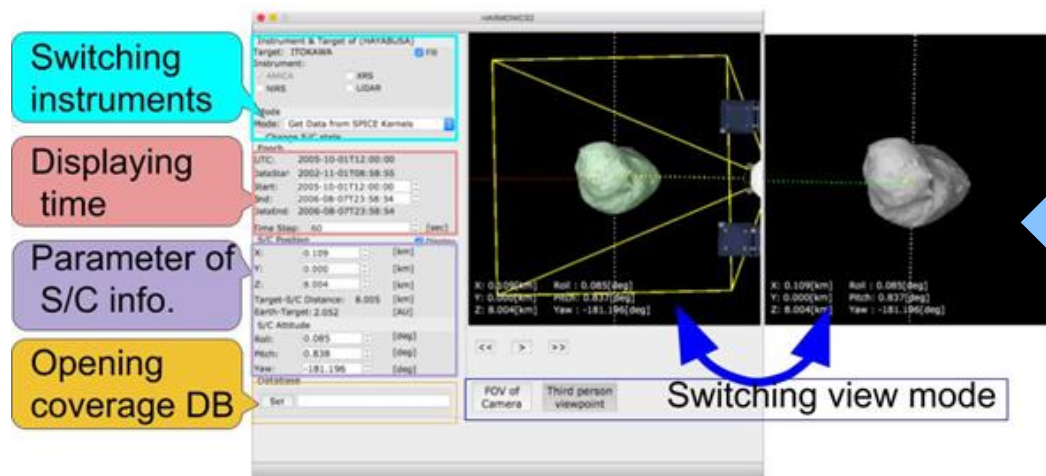 HARMONICS2
Switching
instruments
Displaying
time
Parameter of
S/C info.
Opening
coverage DB
Instrument & Target of (HAYABUSA)
Target: ITOKAWA Fill
Instrument:
AMICA XRS
NIRS LIDAR
Mode
Mode: Get Data from SPICE Kernels
Change S/C state
Epoch
UTC: 2005-10-01T12:00:00
DataStar 2002-11-01T08:58:55
Start: 2005-10-01T12:00:00
End: 2006-08-07T23:58:54
DataEnd 2006-08-07T23:58:54
Time Step: 60 [sec]
S/C Position Display
X: 0.109 [km]
Y: 0.000 [km]
Z: 8.004 [km]
Target-S/C Distance: 8.005 [km]
Earth-Target: 2.052 [AU]
S/C Attitude
Roll: 0.085 [deg]
Pitch: 0.838 [deg]
Yaw: -181.196 [deg]
Database
Set
X: 0.109[km] Roll : 0.085[deg]
Y: 0.000[km] Pitch: 0.837[deg]
Z: 8.004[km] Yaw : -181.196[deg]
X: 0.109[km] Roll : 0.085[deg]
Y: 0.000[km] Pitch: 0.837[deg]
Z: 8.004[km] Yaw : -181.196[deg]
<< > >>
FOV of
Camera
Third person
viewpoint
Switching view mode